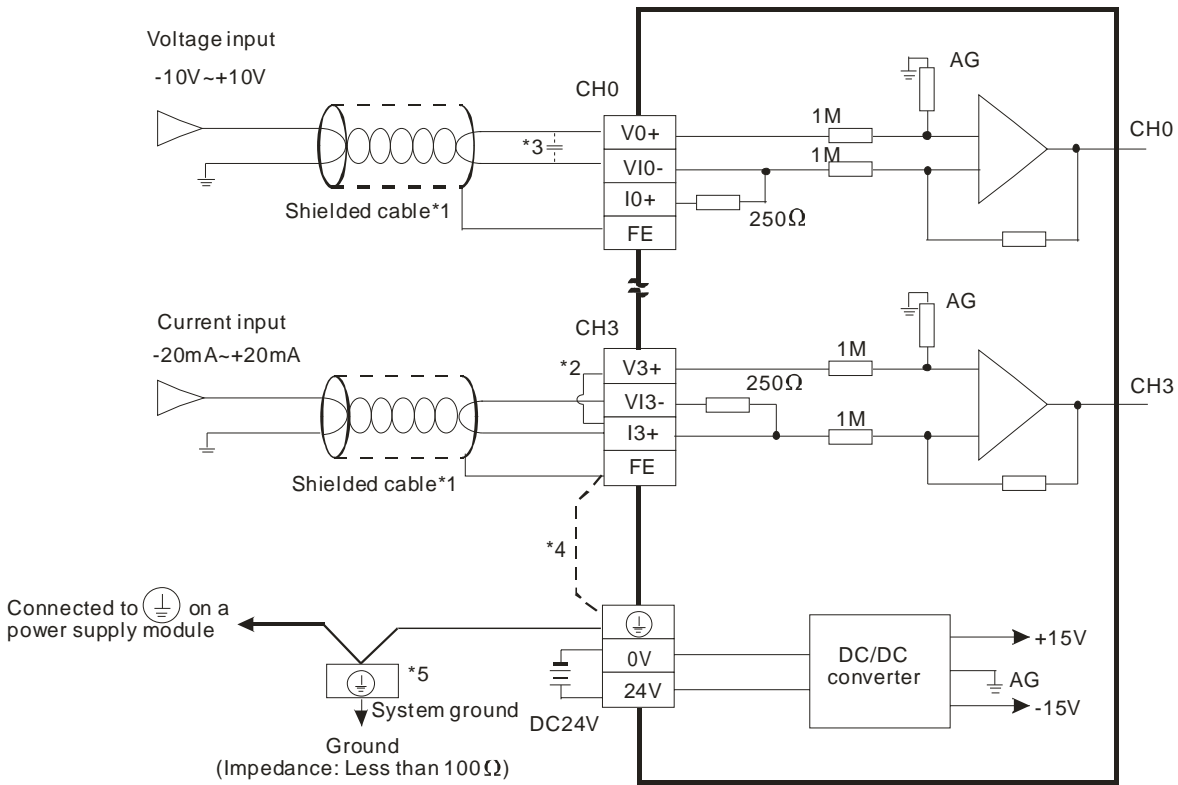 Voltage input
-10V~+10V
CH0
AG
1M
CH0
V0+
*3
1M
VI0-
I0+
250Ω
Shielded cable*1
FE
Current input
-20mA~+20mA
CH3
AG
1M
*2
V3+
250Ω
CH3
VI3-
1M
I3+
FE
Shielded cable*1
*4
Connected to on a
power supply module
*5
0V
24V
DC24V
DC/DC
converter
+15V
AG
-15V
System ground
Ground
(Impedance: Less than 100Ω)